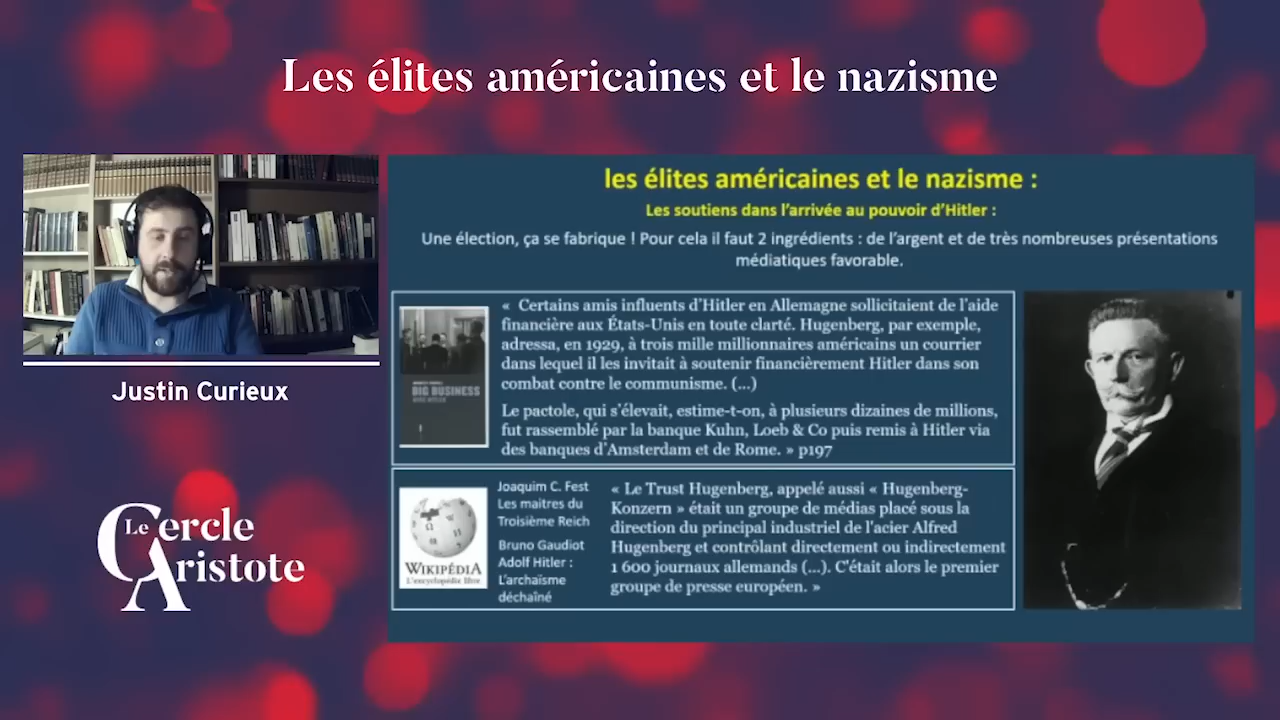 Les élites américaines et le nazisme
Justin Curieux
Le Cercle
Aristote
les élites américaines et le nazisme :
Les soutiens dans l'arrivée au pouvoir d'Hitler :
Une élection, ça se fabrique ! Pour cela il faut 2 ingrédients : de l'argent et de très nombreuses présentations
médiatiques favorable.
BIG BUSINESS
« Certains amis influents d'Hitler en Allemagne sollicitaient de l'aide
financière aux États-Unis en toute clarté. Hugenberg, par exemple,
adressa, en 1929, à trois mille millionnaires américains un courrier
dans lequel il les invitait à soutenir financièrement Hitler dans son
combat contre le communisme. (...)
Le pactole, qui s'élevait, estime-t-on, à plusieurs dizaines de millions,
fut rassemblé par la banque Kuhn, Loeb & Co puis remis à Hitler via
des banques d'Amsterdam et de Rome. » p197
WIKIPÉDIA
L'encyclopédie libre
Joaquim C. Fest
Les maitres du
Troisième Reich
Bruno Gaudiot
Adolf Hitler :
L'archaïsme
déchaîné
« Le Trust Hugenberg, appelé aussi « Hugenberg-
Konzern » était un groupe de médias placé sous la
direction du principal industriel de l'acier Alfred
Hugenberg et contrôlant directement ou indirectement
1 600 journaux allemands (...). C'était alors le premier
groupe de presse européen. »